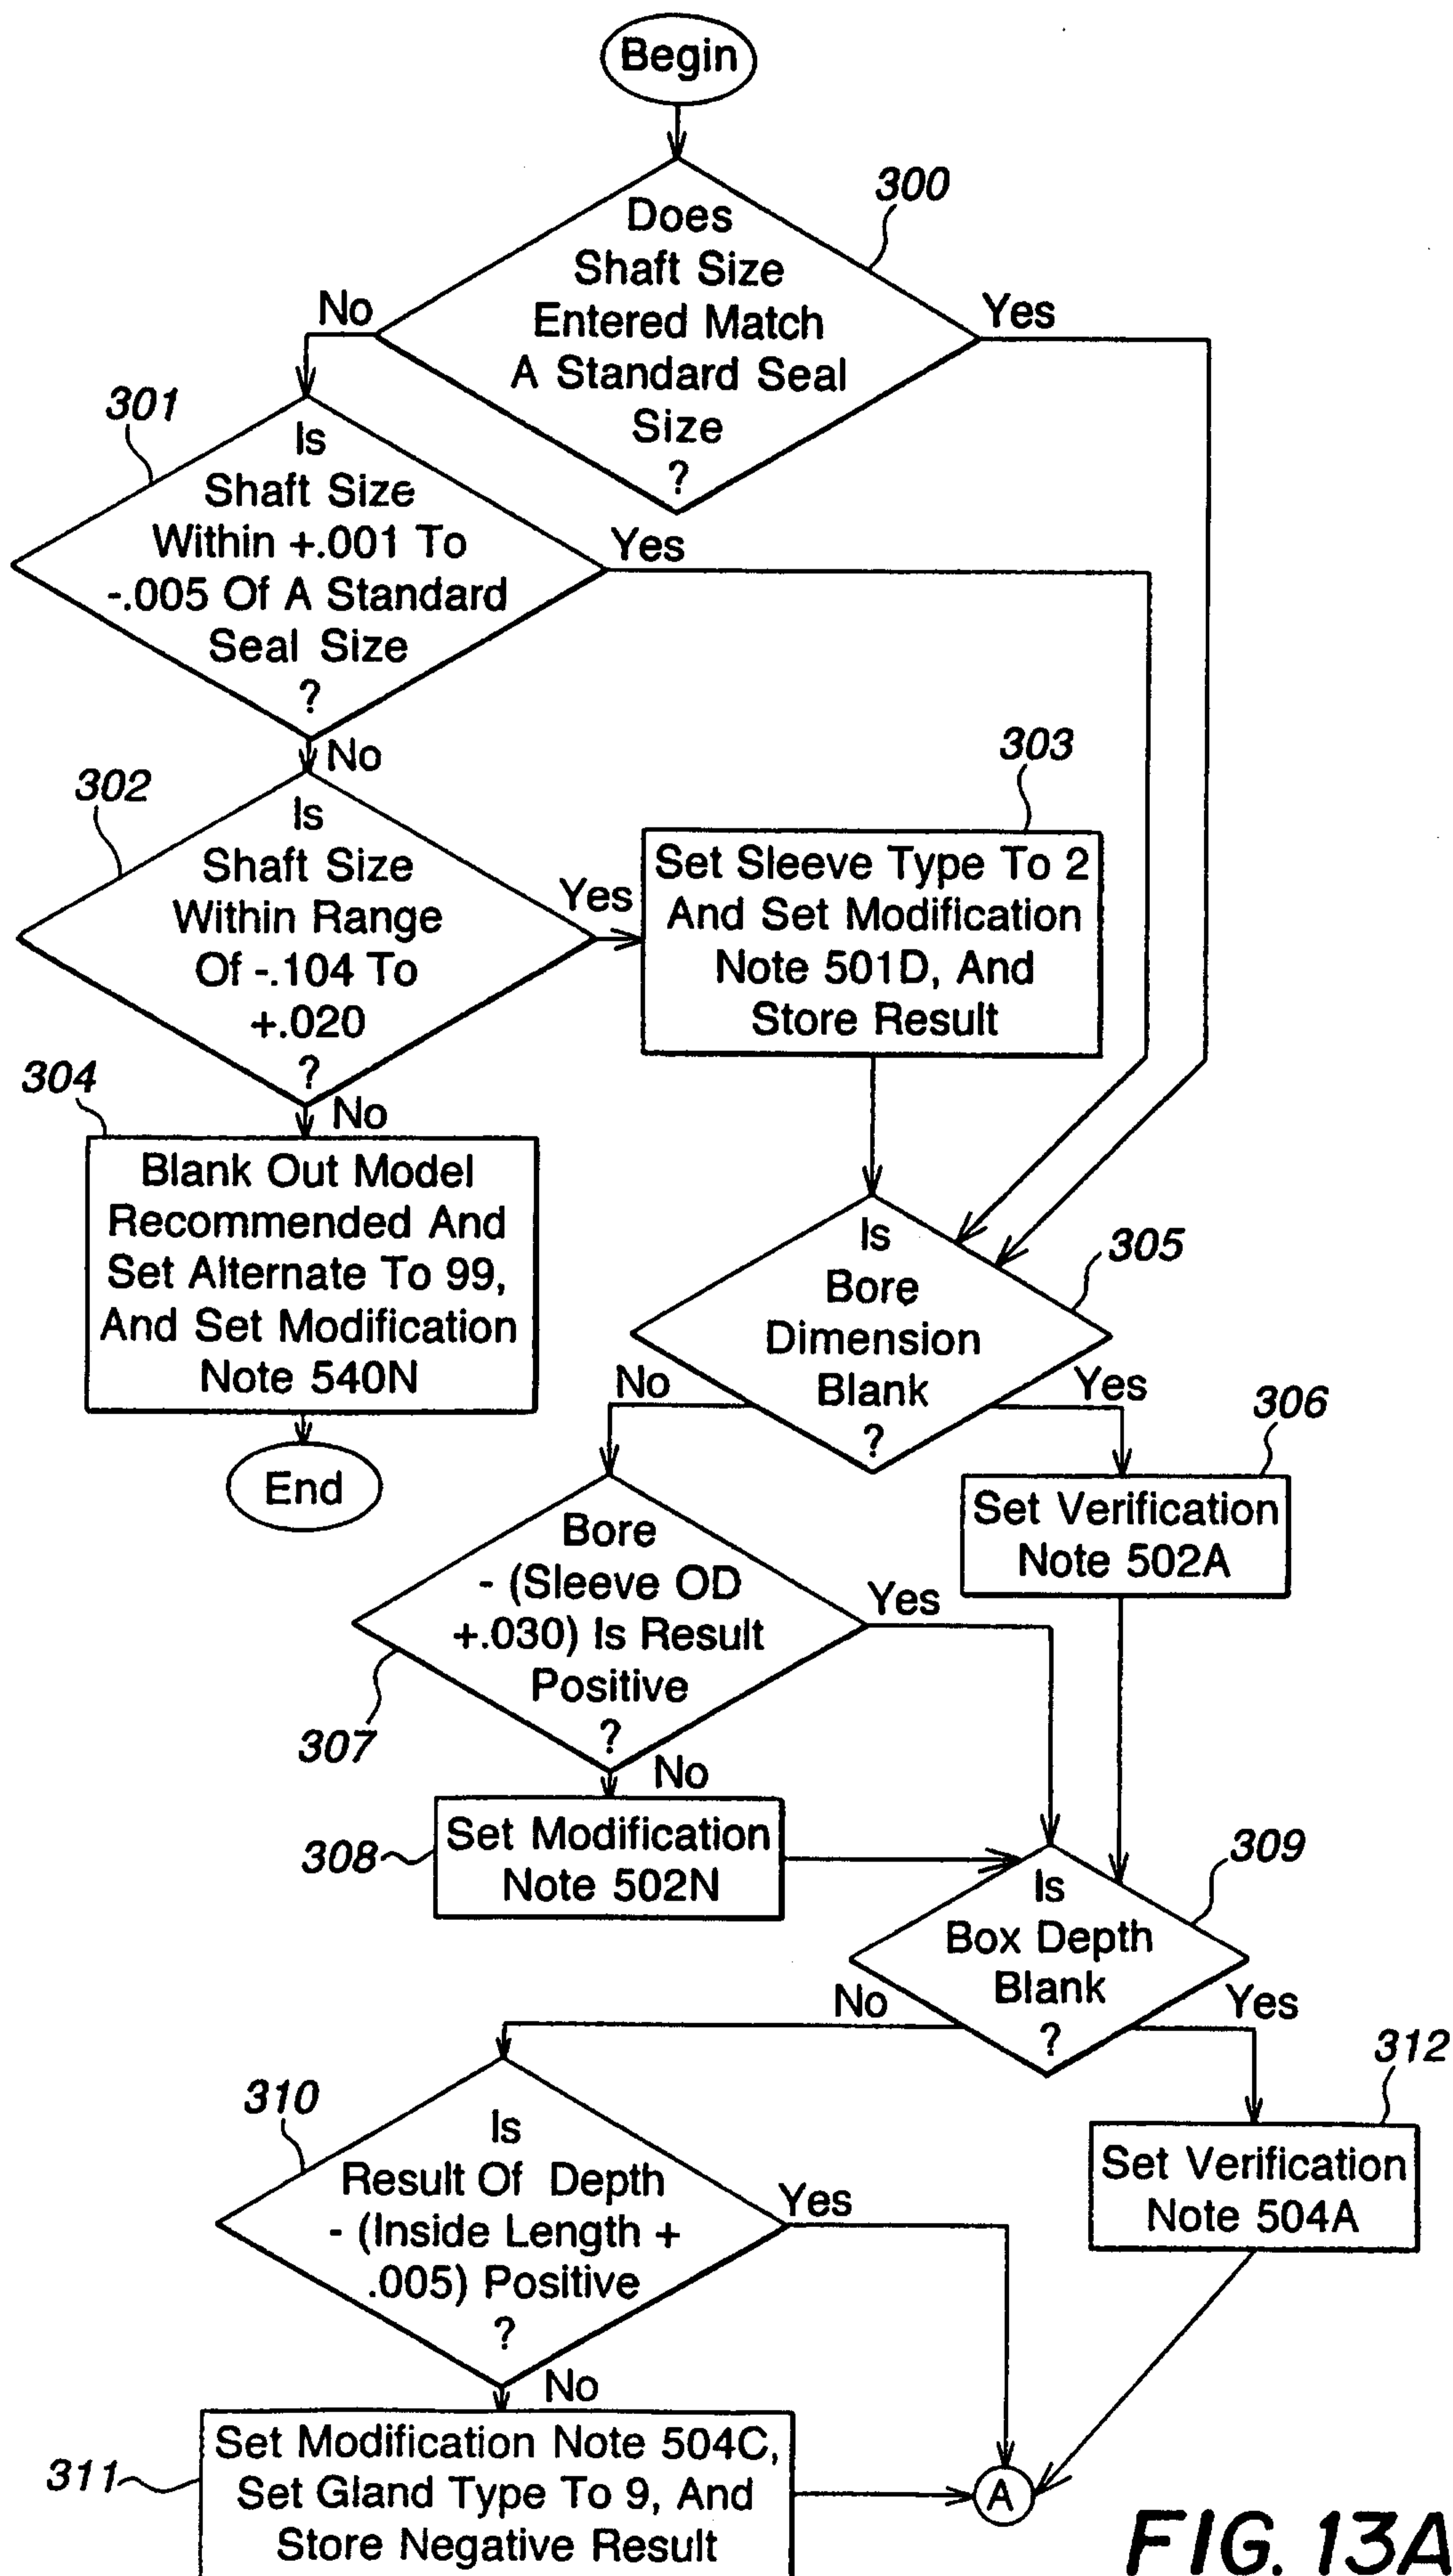 Begin
300
Does
Shaft Size
Entered Match
A Standard Seal
Size
?
No
Yes
301
Is
Shaft Size
Within +.001 To
-.005 Of A Standard
Seal Size
?
Yes
No
302
Is
Shaft Size
Within Range
Of -.104 To
+.020
?
Yes
No
303
Set Sleeve Type To 2
And Set Modification
Note 501D, And
Store Result
304
Blank Out Model
Recommended And
Set Alternate To 99,
And Set Modification
Note 540N
End
305
Is
Bore
Dimension
Blank
?
No
Yes
306
Set Verification
Note 502A
Bore
- (Sleeve OD
+.030) Is Result
Positive
?
Yes
307
No
308
Set Modification
Note 502N
309
Is
Box Depth
Blank
?
No
Yes
312
Set Verification
Note 504A
310
Is
Result Of Depth
- (Inside Length +
.005) Positive
?
Yes
No
311
Set Modification Note 504C,
Set Gland Type To 9, And
Store Negative Result
A
FIG. 13A